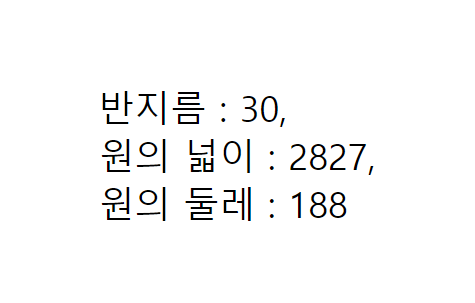 반지름 : 30,
원의 넓이 : 2827,
원의 둘레 : 188